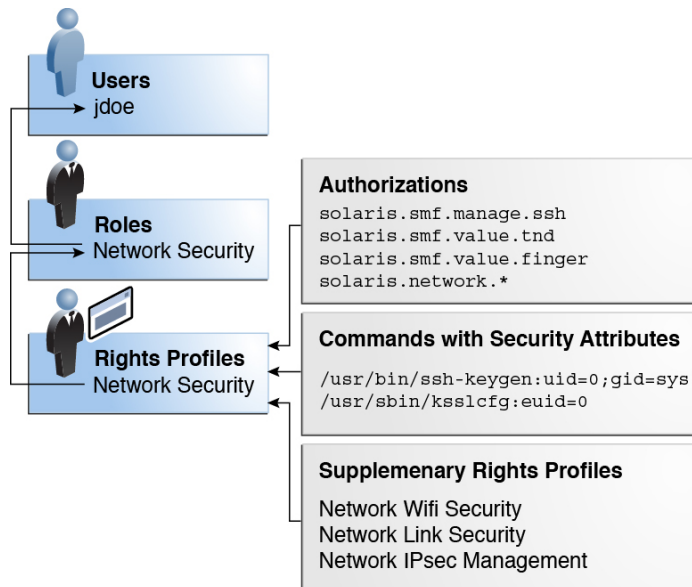 Users
jdoe
Roles
Network Security
Rights Profiles
Network Security
Authorizations
solaris.smf.manage.ssh
solaris.smf.value.tnd
solaris.smf.value.finger
solaris.network.*
Commands with Security Attributes
/usr/bin/ssh-keygen:uid=0;gid=sys
/usr/sbin/ksslcfg:euid=0
Supplemenary Rights Profiles
Network Wifi Security
Network Link Security
Network IPsec Management